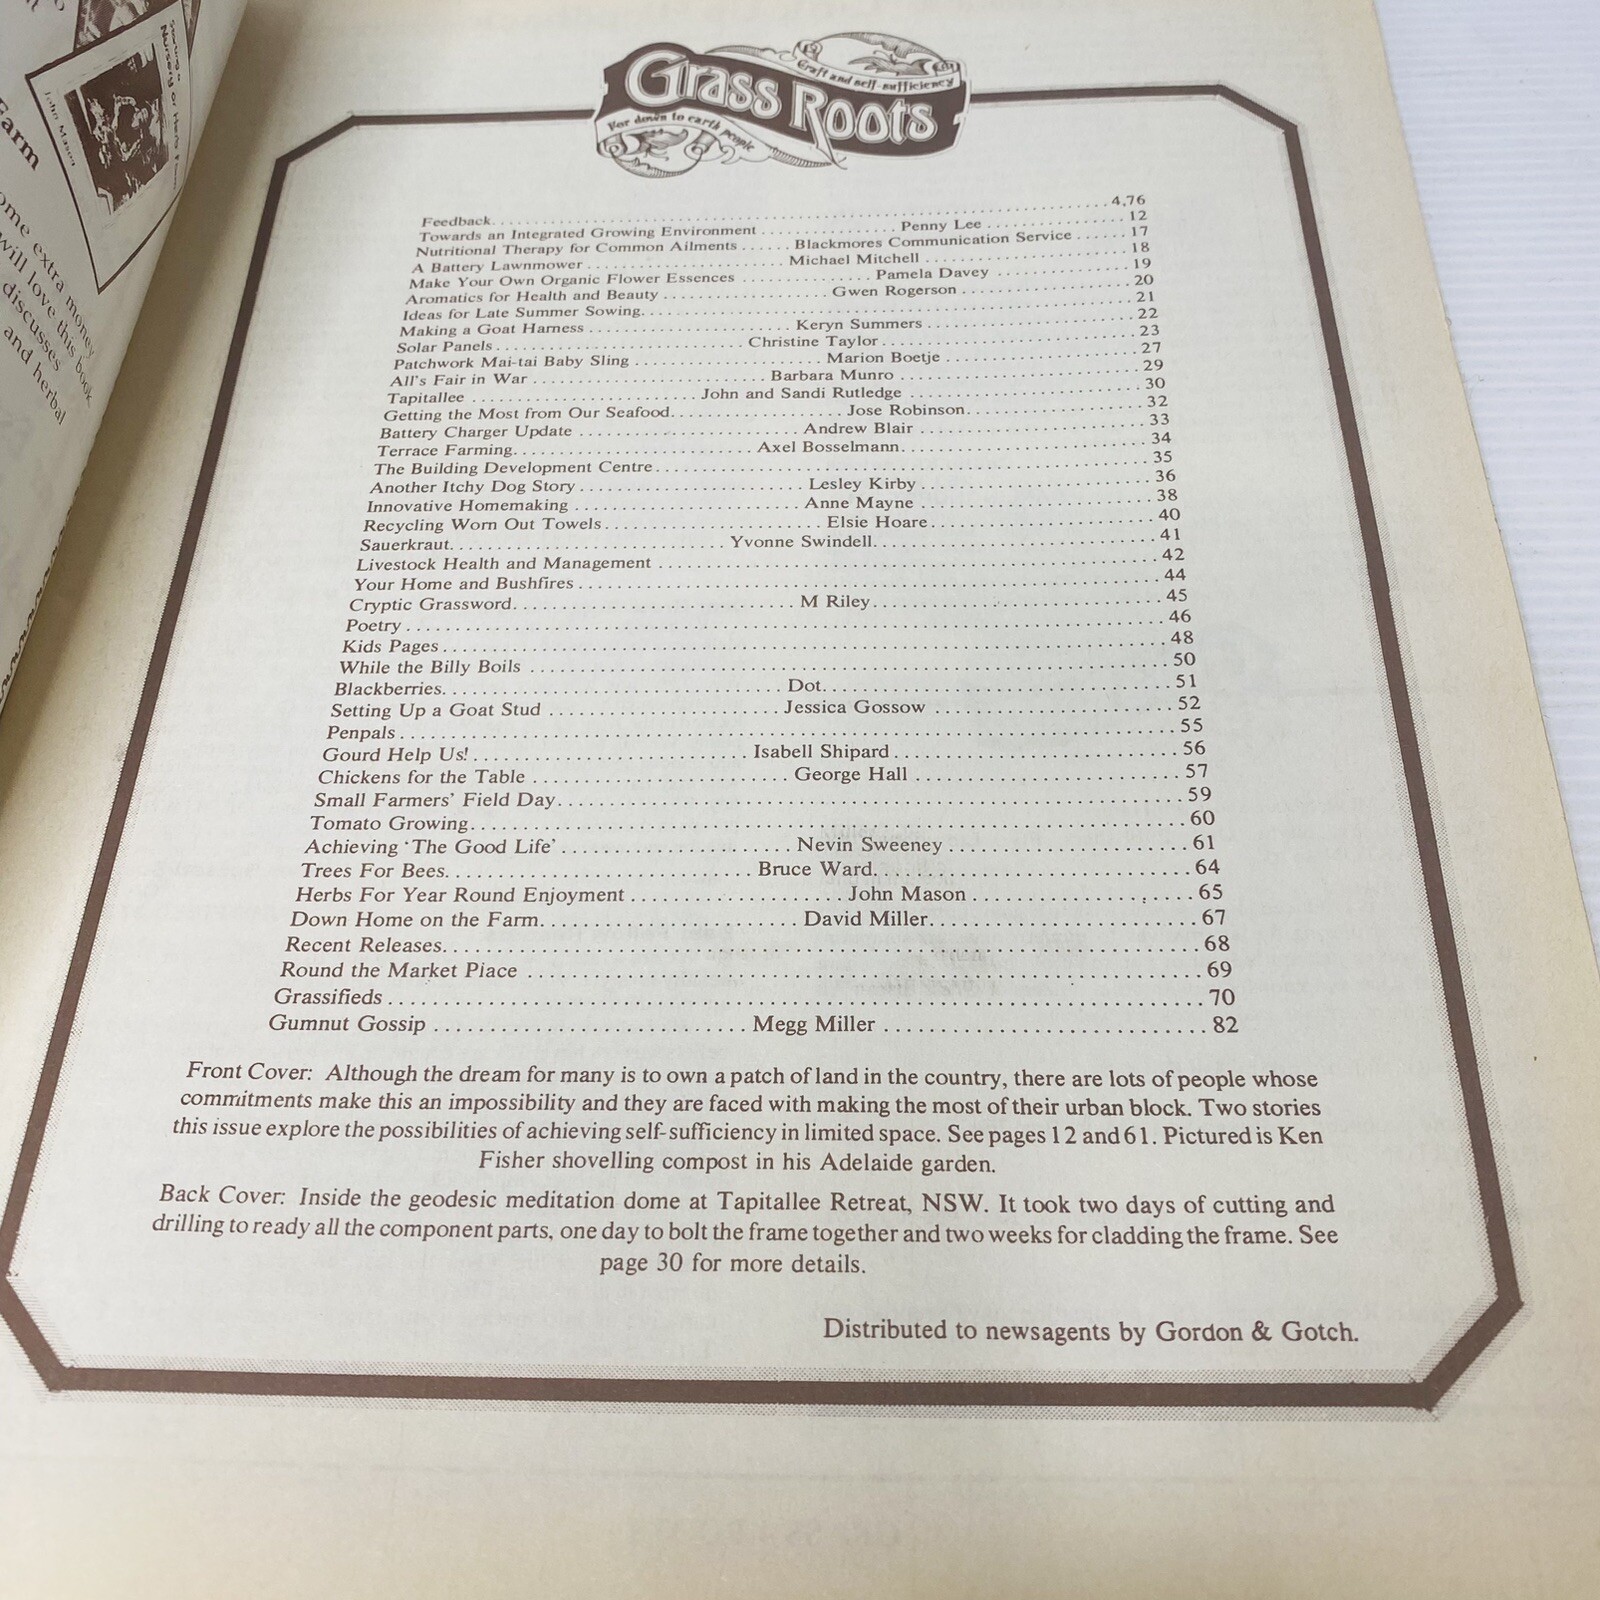 Farm
Starting a
Nursery or Herb Farm
John Mason
ome extra money
will love this book
discusses
and herbal
Grass Roots
Craft and self-sufficiency
For down to earth people
Feedback........4,76
Towards an Integrated Growing Environment........Penny Lee........12
Nutritional Therapy for Common Ailments......Blackmores Communication Service......17
A Battery Lawnmower........Michael Mitchell........18
Make Your Own Organic Flower Essences........Pamela Davey........19
Aromatics for Health and Beauty........Gwen Rogerson........20
Ideas for Late Summer Sowing........21
Making a Goat Harness........Keryn Summers........22
Solar Panels........Christine Taylor........23
Patchwork Mai-tai Baby Sling........Marion Boetje........27
All's Fair in War........Barbara Munro........29
Tapitallee........John and Sandi Rutledge........30
Getting the Most from Our Seafood........Jose Robinson........32
Battery Charger Update........Andrew Blair........33
Terrace Farming........Axel Bosselmann........34
The Building Development Centre........35
Another Itchy Dog Story........Lesley Kirby........36
Innovative Homemaking........Anne Mayne........38
Recycling Worn Out Towels........Elsie Hoare........40
Sauerkraut........Yvonne Swindell........41
Livestock Health and Management........42
Your Home and Bushfires........44
Cryptic Grassword........M Riley........45
Poetry........46
Kids Pages........48
While the Billy Boils........50
Blackberries........Dot........51
Setting Up a Goat Stud........Jessica Gossow........52
Penpals........55
Gourd Help Us!........Isabell Shipard........56
Chickens for the Table........George Hall........57
Small Farmers' Field Day........59
Tomato Growing........60
Achieving 'The Good Life'........Nevin Sweeney........61
Trees For Bees........Bruce Ward........64
Herbs For Year Round Enjoyment........John Mason........65
Down Home on the Farm........David Miller........67
Recent Releases........68
Round the Market Place........69
Grassifieds........70
Gumnut Gossip........Megg Miller........82
Front Cover: Although the dream for many is to own a patch of land in the country, there are lots of people whose
commitments make this an impossibility and they are faced with making the most of their urban block. Two stories
this issue explore the possibilities of achieving self-sufficiency in limited space. See pages 12 and 61. Pictured is Ken
Fisher shovelling compost in his Adelaide garden.
Back Cover: Inside the geodesic meditation dome at Tapitallee Retreat, NSW. It took two days of cutting and
drilling to ready all the component parts, one day to bolt the frame together and two weeks for cladding the frame. See
page 30 for more details.
Distributed to newsagents by Gordon & Gotch.